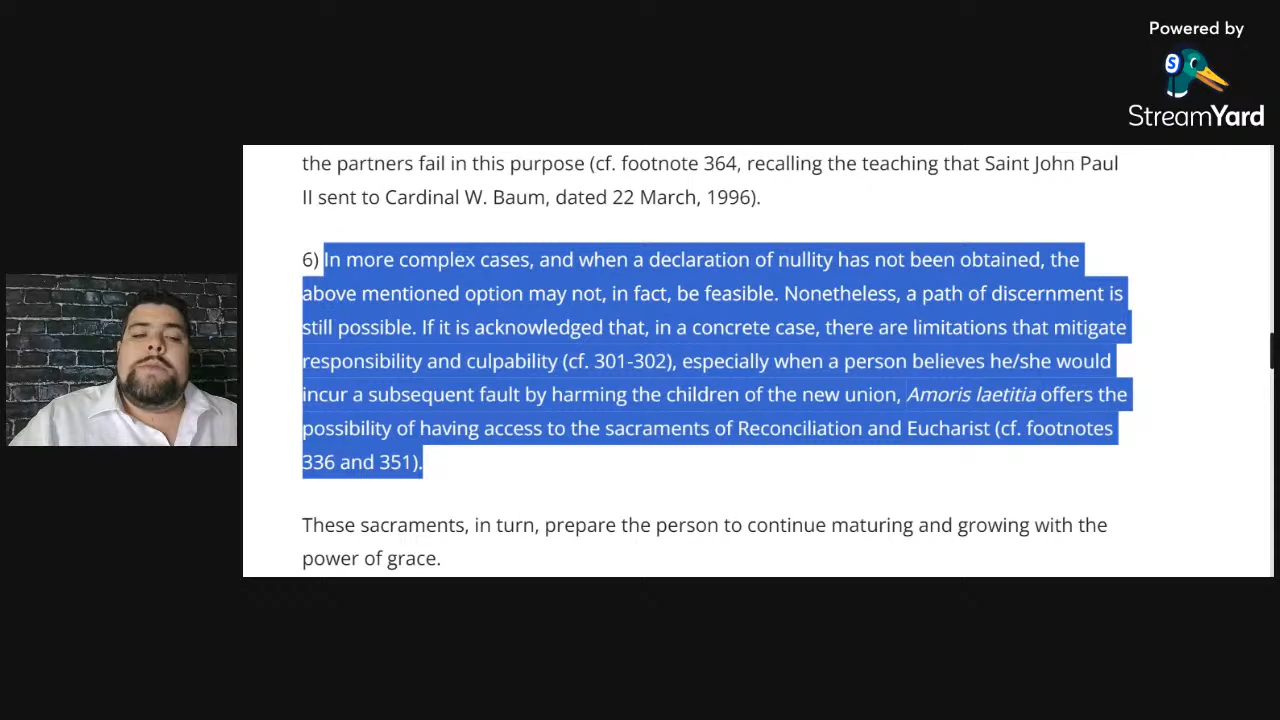 Powered by
StreamYard
the partners fail in this purpose (cf. footnote 364, recalling the teaching that Saint John Paul
II sent to Cardinal W. Baum, dated 22 March, 1996).
6) In more complex cases, and when a declaration of nullity has not been obtained, the
above mentioned option may not, in fact, be feasible. Nonetheless, a path of discernment is
still possible. If it is acknowledged that, in a concrete case, there are limitations that mitigate
responsibility and culpability (cf. 301-302), especially when a person believes he/she would
incur a subsequent fault by harming the children of the new union, Amoris laetitia offers the
possibility of having access to the sacraments of Reconciliation and Eucharist (cf. footnotes
336 and 351).
These sacraments, in turn, prepare the person to continue maturing and growing with the
power of grace.